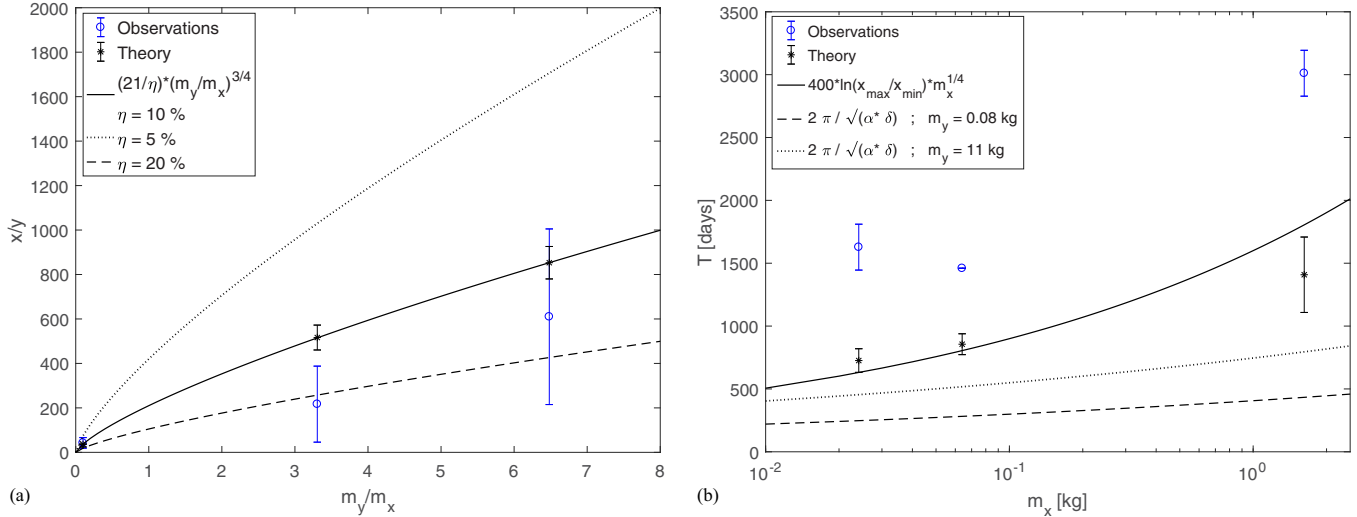 2000
1800
1600
1400
1200
1000
800
600
400
200
0
x/y
Observations
Theory
(21/η)*(m_y/m_x)^{3/4}
η = 10 %
η = 5 %
η = 20 %
0 1 2 3 4 5 6 7 8
m_y/m_x
(a)
3500
3000
2500
2000
1500
1000
500
0
T [days]
Observations
Theory
400*ln(x_max/x_min)*m_x^{1/4}
2 π / √(α* δ) ; m_y = 0.08 kg
2 π / √(α* δ) ; m_y = 11 kg
10^{-2} 10^{-1} 10^{0}
m_x [kg]
(b)